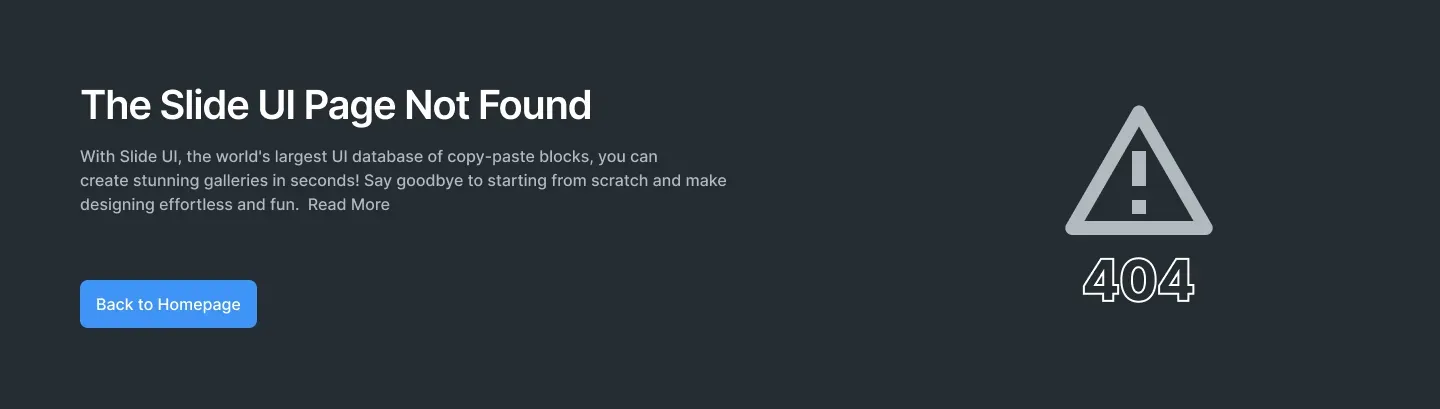 The Slide UI Page Not Found
With Slide UI, the world's largest UI database of copy-paste blocks, you can
create stunning galleries in seconds! Say goodbye to starting from scratch and make
designing effortless and fun.  Read More
Back to Homepage
404